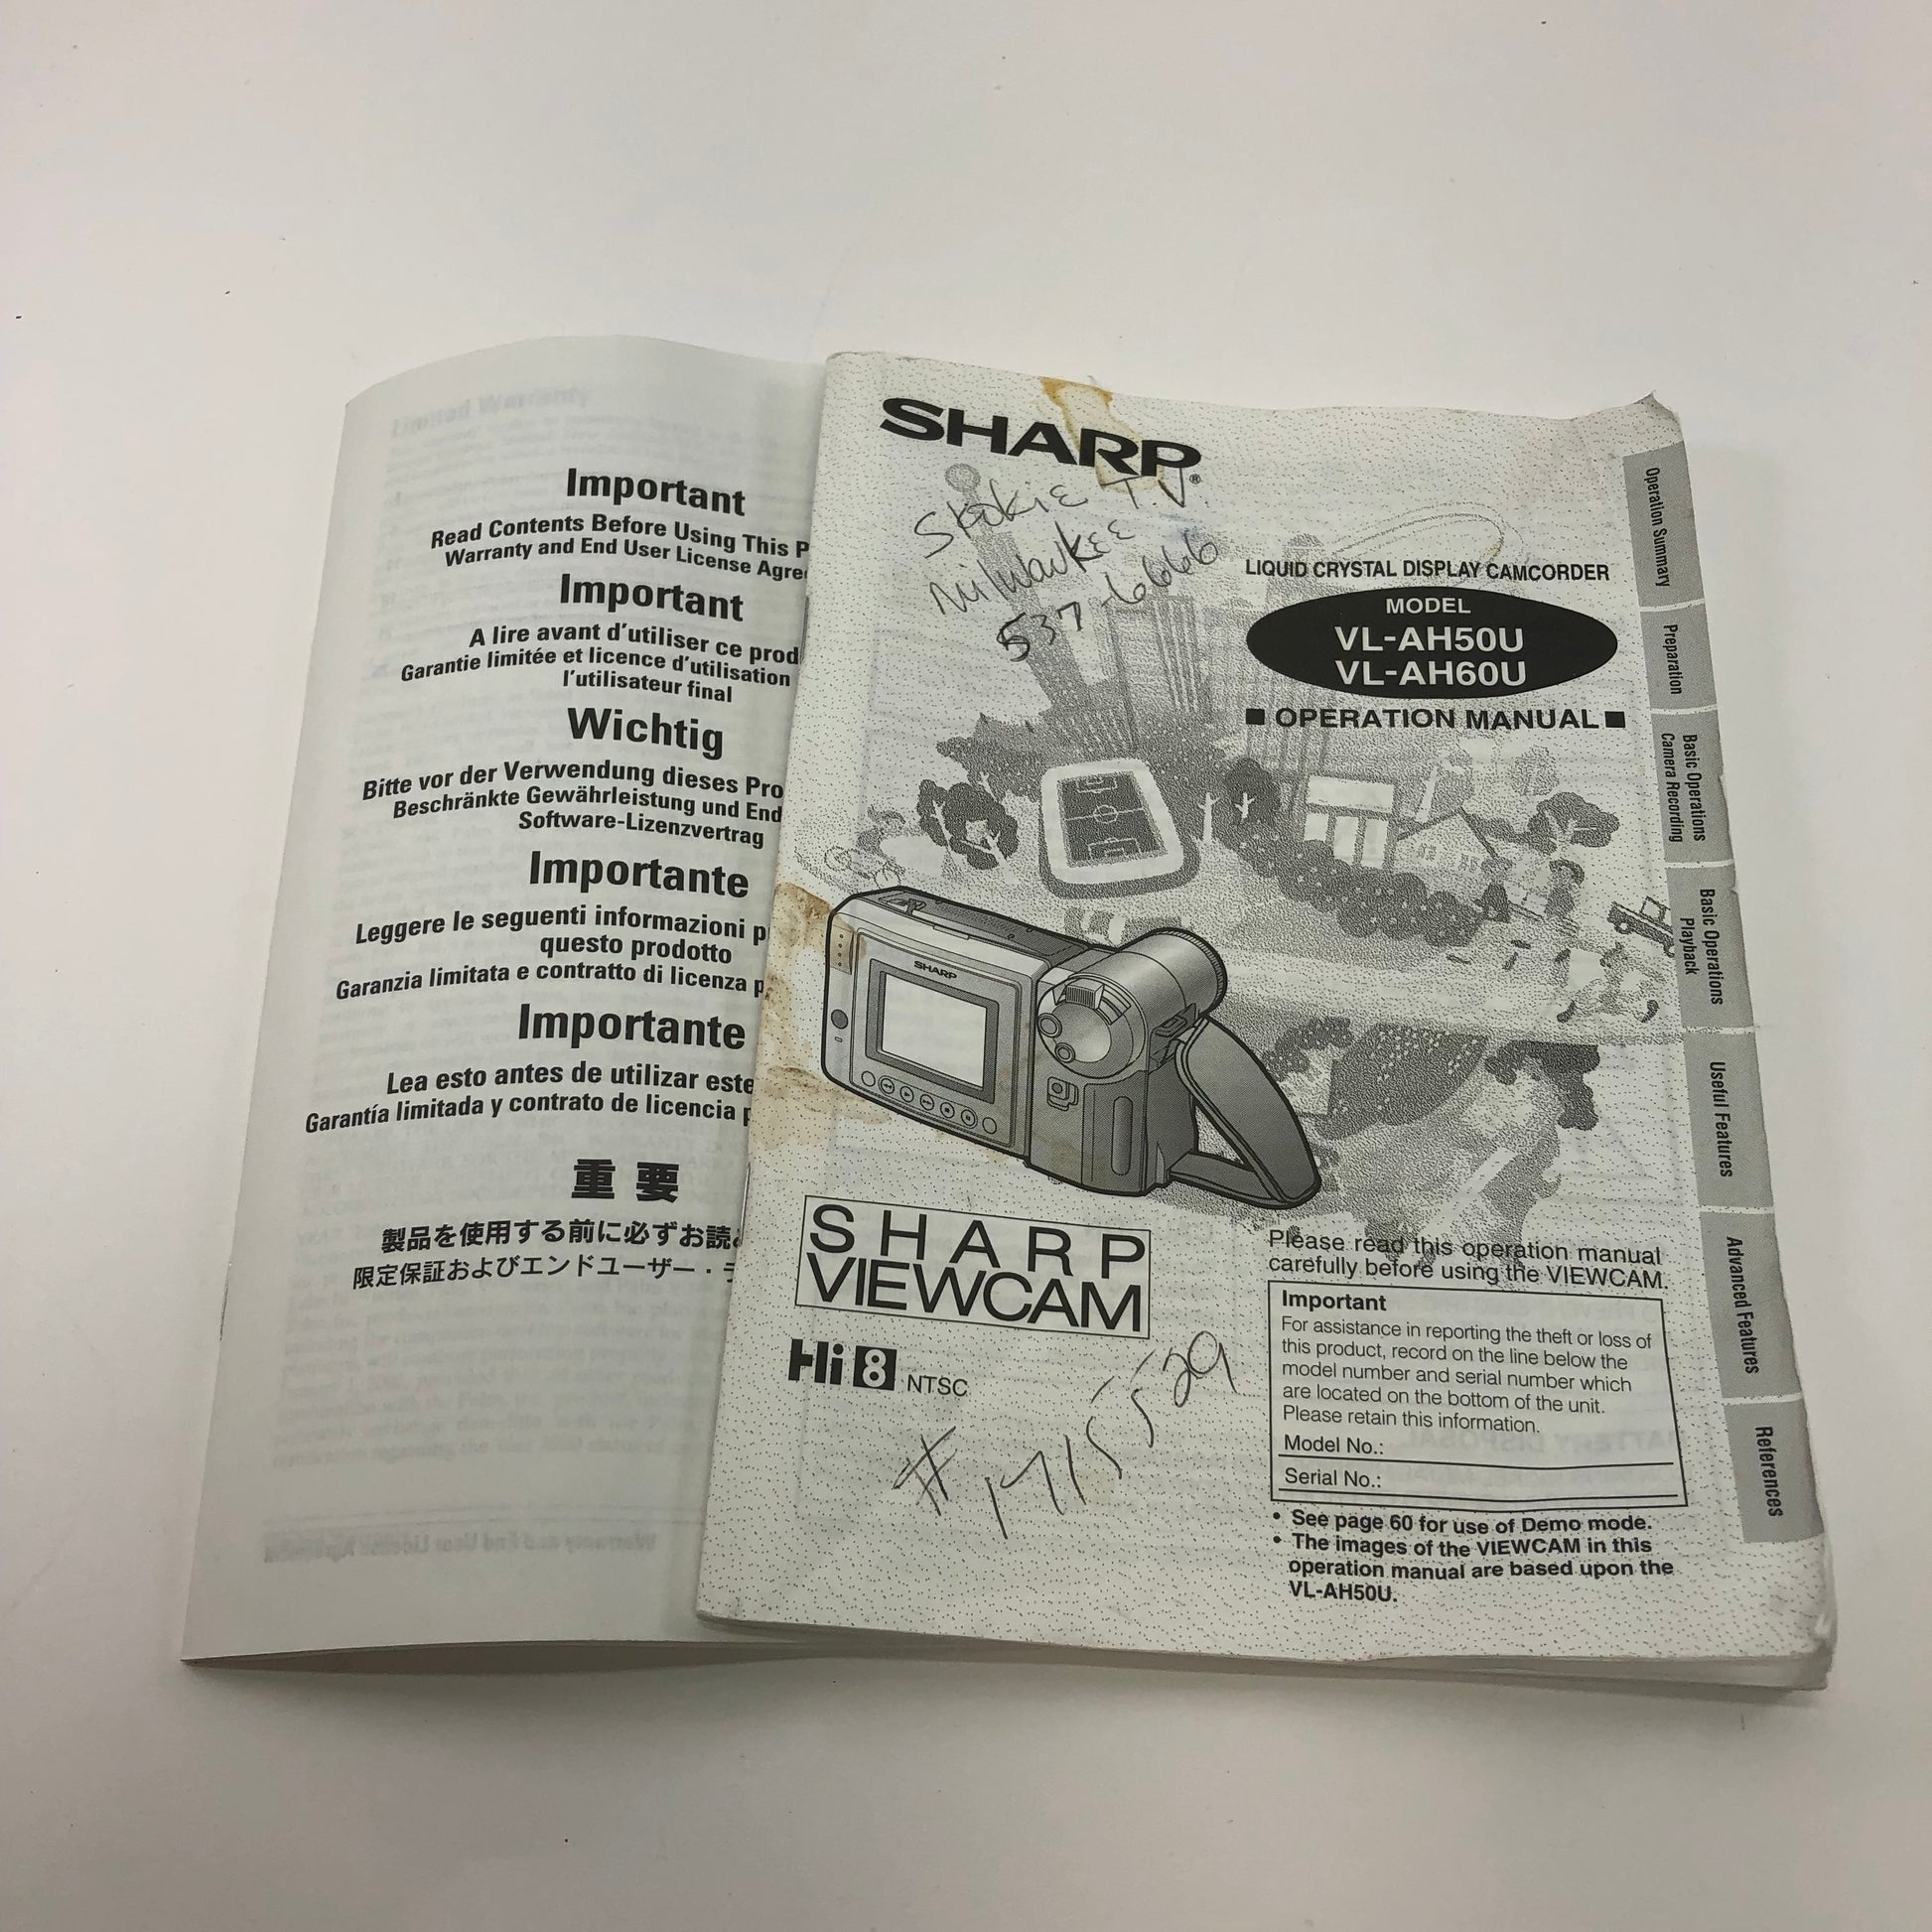 Limited Warranty
Important
Read Contents Before Using This P
Warranty and End User License Agre
Important
A lire avant d'utiliser ce prod
Garantie limitée et licence d'utilisation
l'utilisateur final
Wichtig
Bitte vor der Verwendung dieses Pro
Beschränkte Gewährleistung und End
Software-Lizenzvertrag
Importante
Leggere le seguenti informazioni p
questo prodotto
Garanzia limitata e contratto di licenza p
Importante
Lea esto antes de utilizar este
Garantía limitada y contrato de licencia p
重要
製品を使用する前に必ずお読み
限定保証およびエンドユーザー・ラ
Warranty and End User License Agreement
SHARP®
Skokie T.V.
Milwaukee
537-6666
LIQUID CRYSTAL DISPLAY CAMCORDER
MODEL
VL-AH50U
VL-AH60U
■ OPERATION MANUAL ■
SHARP
SHARP
VIEWCAM
Hi8 NTSC
Please read this operation manual
carefully before using the VIEWCAM.
Important
For assistance in reporting the theft or loss of
this product, record on the line below the
model number and serial number which
are located on the bottom of the unit.
Please retain this information.
Model No.:
Serial No.:
• See page 60 for use of Demo mode.
• The images of the VIEWCAM in this
operation manual are based upon the
VL-AH50U.
Operation Summary
Preparation
Basic Operations
Camera Recording
Basic Operations
Playback
Useful Features
Advanced Features
References